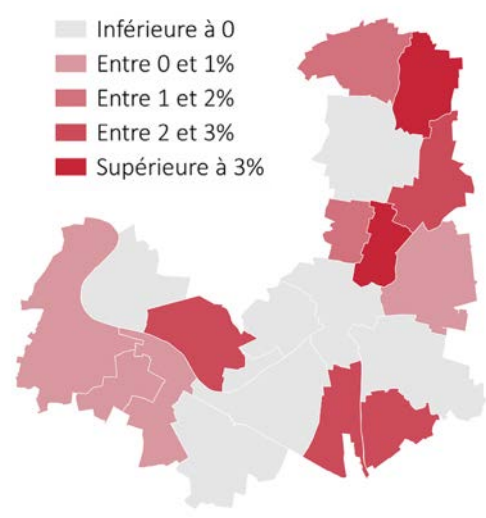 Inférieure à 0
Entre 0 et 1%
Entre 1 et 2%
Entre 2 et 3%
Supérieure à 3%